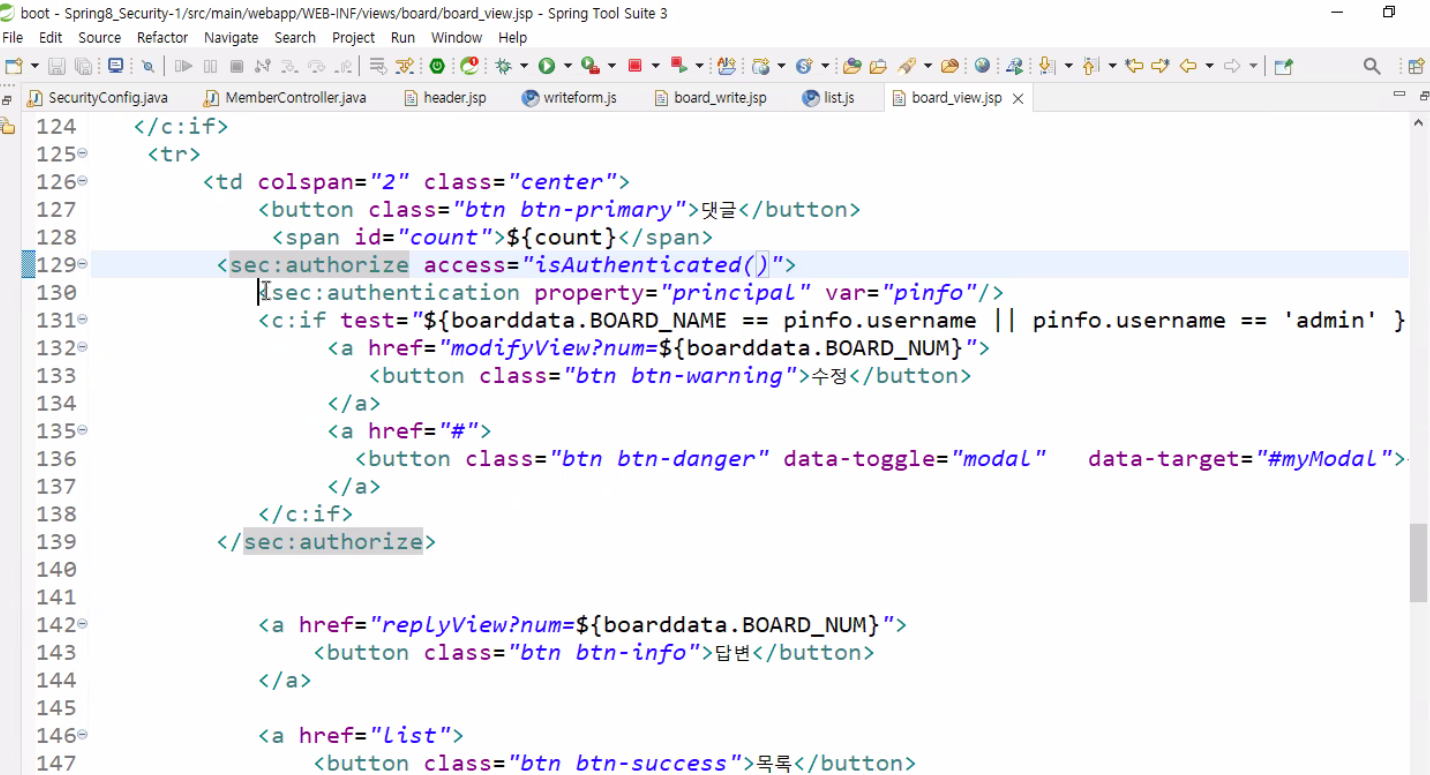 boot - Spring8_Security-1/src/main/webapp/WEB-INF/views/board/board_view.jsp - Spring Tool Suite 3
File Edit Source Refactor Navigate Search Project Run Window Help
SecurityConfig.java MemberController.java header.jsp writeform.js board_write.jsp list.js board_view.jsp
124 </c:if>
125 <tr>
126 <td colspan="2" class="center">
127 <button class="btn btn-primary">댓글</button>
128 <span id="count">${count}</span>
129 <sec:authorize access="isAuthenticated()">
130 <sec:authentication property="principal" var="pinfo"/>
131 <c:if test="${boarddata.BOARD_NAME == pinfo.username || pinfo.username == 'admin' }
132 <a href="modifyView?num=${boarddata.BOARD_NUM}">
133 <button class="btn btn-warning">수정</button>
134 </a>
135 <a href="#">
136 <button class="btn btn-danger" data-toggle="modal" data-target="#myModal">
137 </a>
138 </c:if>
139 </sec:authorize>
140
141
142 <a href="replyView?num=${boarddata.BOARD_NUM}">
143 <button class="btn btn-info">답변</button>
144 </a>
145
146 <a href="list">
147 <button class="btn btn-success">목록</button>